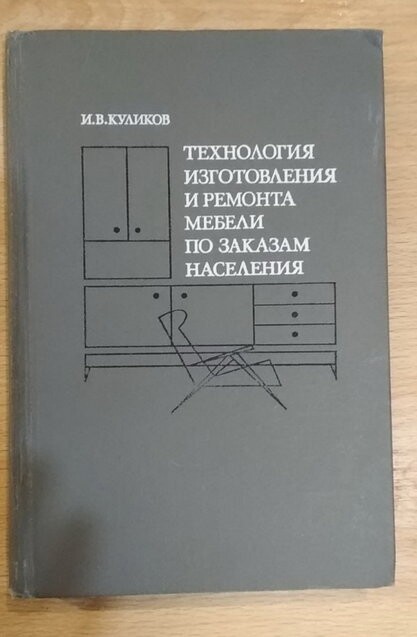 И.В.КУЛИКОВ
ТЕХНОЛОГИЯ
ИЗГОТОВЛЕНИЯ
И РЕМОНТА
МЕБЕЛИ
ПО ЗАКАЗАМ
НАСЕЛЕНИЯ